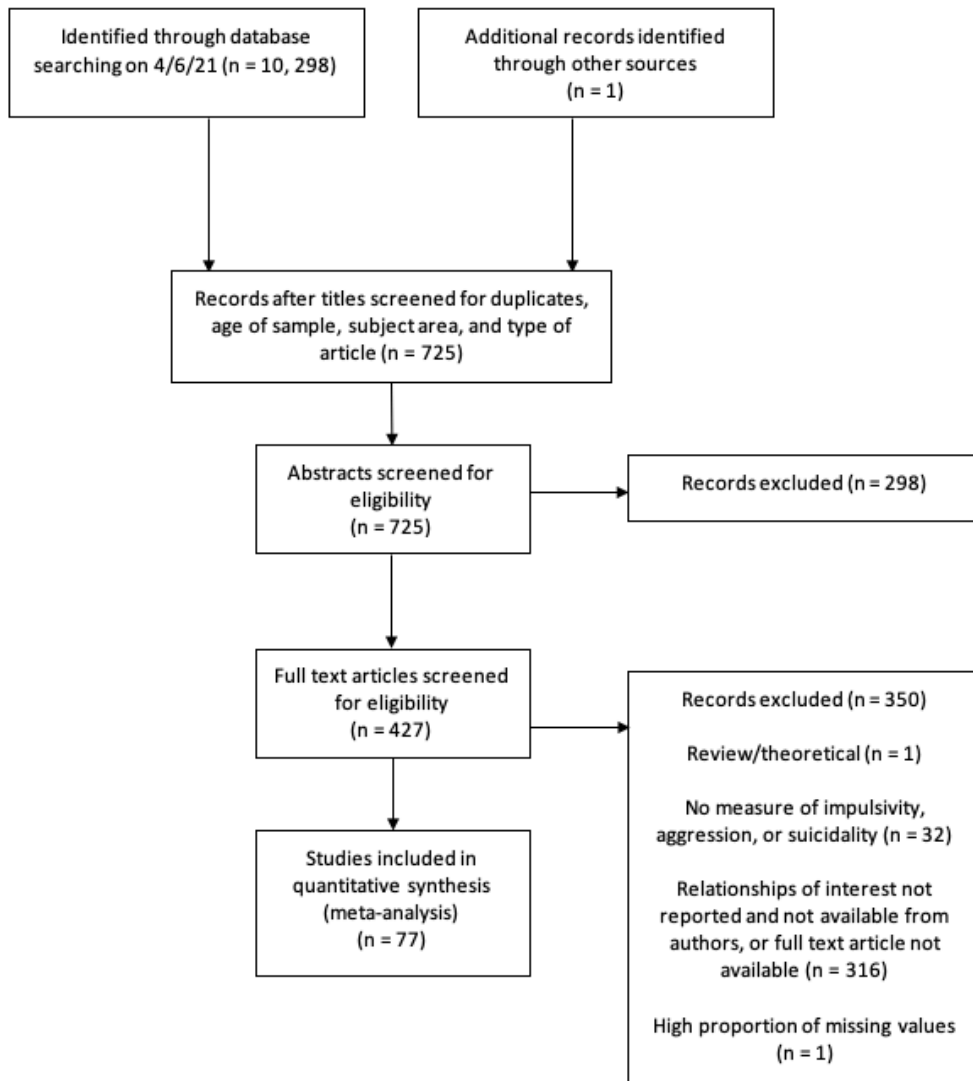 Identified through database
searching on 4/6/21 (n = 10, 298)
Additional records identified
through other sources
(n = 1)
Records after titles screened for duplicates,
age of sample, subject area, and type of
article (n = 725)
Abstracts screened for
eligibility
(n = 725)
Records excluded (n = 298)
Full text articles screened
for eligibility
(n = 427)
Records excluded (n = 350)
Review/theoretical (n = 1)
No measure of impulsivity,
aggression, or suicidality (n = 32)
Relationships of interest not
reported and not available from
authors, or full text article not
available (n = 316)
High proportion of missing values
(n = 1)
Studies included in
quantitative synthesis
(meta-analysis)
(n = 77)